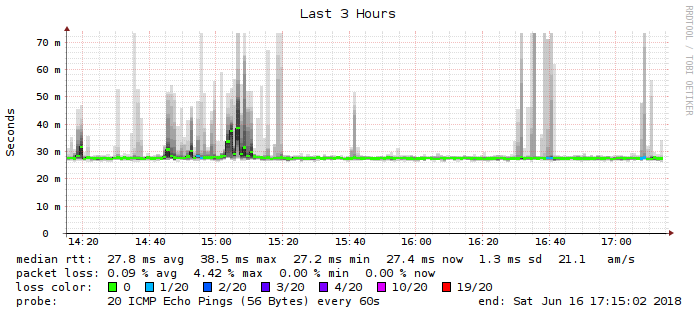 Last 3 Hours
RRDTOOL / TOBI OETIKER
Seconds
70 m
60 m
50 m
40 m
30 m
20 m
10 m
0
14:20 14:40 15:00 15:20 15:40 16:00 16:20 16:40 17:00
median rtt: 27.8 ms avg 38.5 ms max 27.2 ms min 27.4 ms now 1.3 ms sd 21.1 am/s
packet loss: 0.09 % avg 4.42 % max 0.00 % min 0.00 % now
loss color: 0 1/20 2/20 3/20 4/20 10/20 19/20
probe: 20 ICMP Echo Pings (56 Bytes) every 60s end: Sat Jun 16 17:15:02 2018